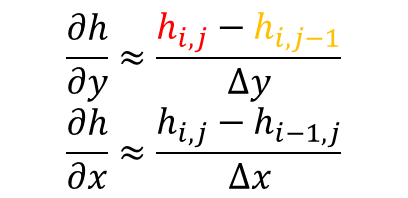 ∂h/∂y ≈ (h_{i,j} − h_{i,j−1})/Δy
∂h/∂x ≈ (h_{i,j} − h_{i−1,j})/Δx